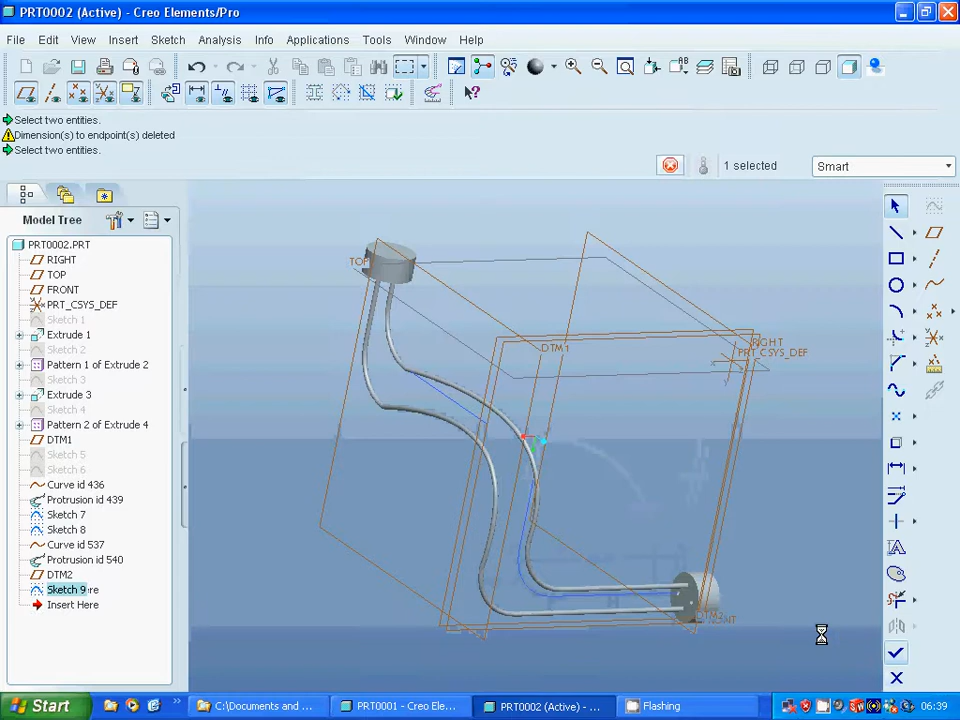 PRT0002 (Active) - Creo Elements/Pro
File Edit View Insert Sketch Analysis Info Applications Tools Window Help
Select two entities.
Dimension(s) to endpoint(s) deleted
Select two entities.
1 selected
Smart
Model Tree
PRT0002.PRT
RIGHT
TOP
FRONT
PRT_CSYS_DEF
Sketch 1
Extrude 1
Sketch 2
Pattern 1 of Extrude 2
Sketch 3
Extrude 3
Sketch 4
Pattern 2 of Extrude 4
DTM1
Sketch 5
Sketch 6
Curve id 436
Protrusion id 439
Sketch 7
Sketch 8
Curve id 537
Protrusion id 540
DTM2
Sketch 9
Insert Here
TOP
DTM1
RIGHT
PRT_CSYS_DEF
Start
C:\Documents and ...
PRT0001 - Creo Ele...
PRT0002 (Active) - ...
Flashing
06:39